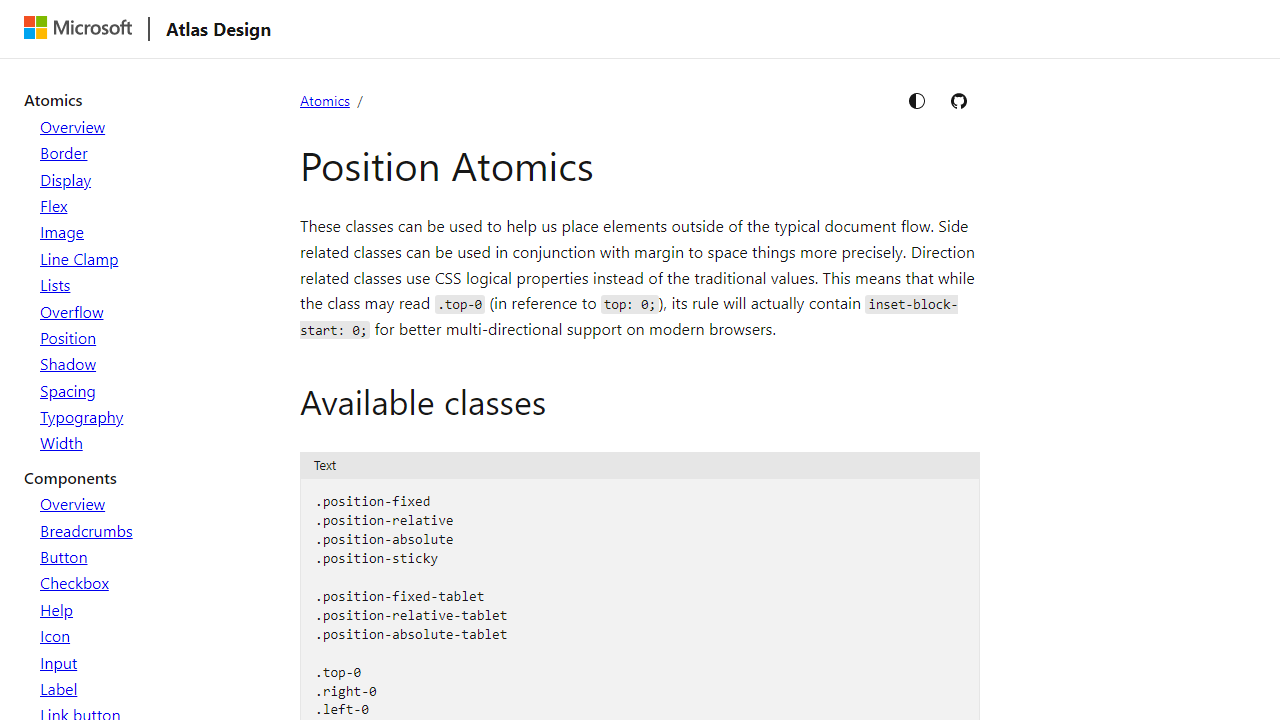 Microsoft
Atlas Design
Atomics
Overview
Border
Display
Flex
Image
Line Clamp
Lists
Overflow
Position
Shadow
Spacing
Typography
Width
Components
Overview
Breadcrumbs
Button
Checkbox
Help
Icon
Input
Label
Link button
Atomics /
Position Atomics
These classes can be used to help us place elements outside of the typical document flow. Side
related classes can be used in conjunction with margin to space things more precisely. Direction
related classes use CSS logical properties instead of the traditional values. This means that while
the class may read .top-0 (in reference to top: 0;), its rule will actually contain inset-block-
start: 0; for better multi-directional support on modern browsers.
Available classes
Text
.position-fixed
.position-relative
.position-absolute
.position-sticky
.position-fixed-tablet
.position-relative-tablet
.position-absolute-tablet
.top-0
.right-0
.left-0